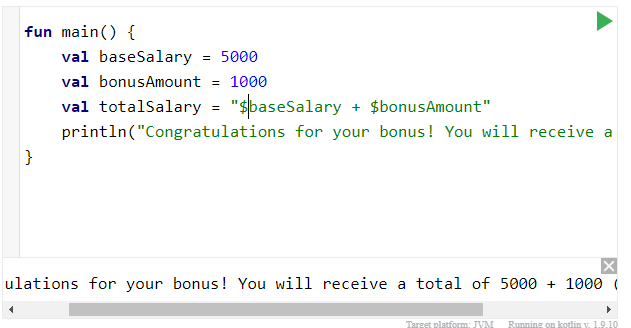 fun main() {
val baseSalary = 5000
val bonusAmount = 1000
val totalSalary = "$baseSalary + $bonusAmount"
println("Congratulations for your bonus! You will receive a
}
ulations for your bonus! You will receive a total of 5000 + 1000 (
Target platform: JVM Running on kotlin v. 1.9.10